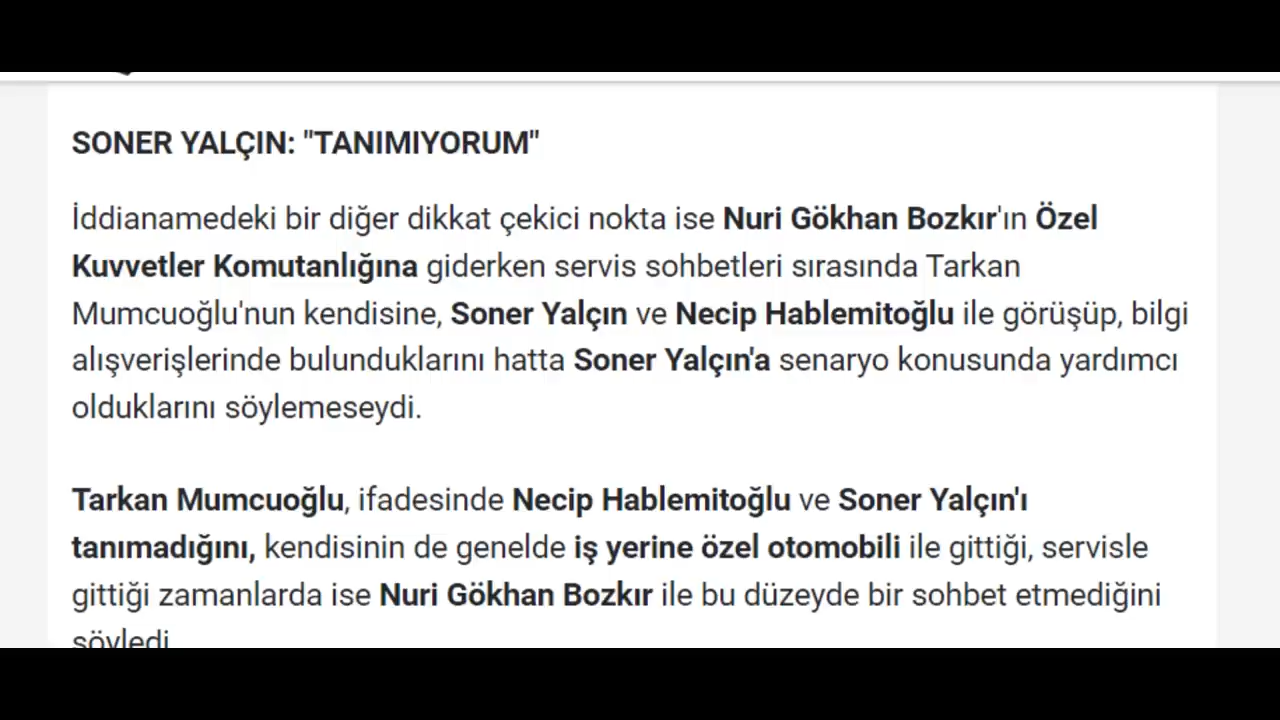 SONER YALÇIN: "TANIMIYORUM"
İddianamedeki bir diğer dikkat çekici nokta ise Nuri Gökhan Bozkır'ın Özel
Kuvvetler Komutanlığına giderken servis sohbetleri sırasında Tarkan
Mumcuoğlu'nun kendisine, Soner Yalçın ve Necip Hablemitoğlu ile görüşüp, bilgi
alışverişlerinde bulunduklarını hatta Soner Yalçın'a senaryo konusunda yardımcı
olduklarını söylemeseydi.
Tarkan Mumcuoğlu, ifadesinde Necip Hablemitoğlu ve Soner Yalçın'ı
tanımadığını, kendisinin de genelde iş yerine özel otomobili ile gittiği, servisle
gittiği zamanlarda ise Nuri Gökhan Bozkır ile bu düzeyde bir sohbet etmediğini
söyledi